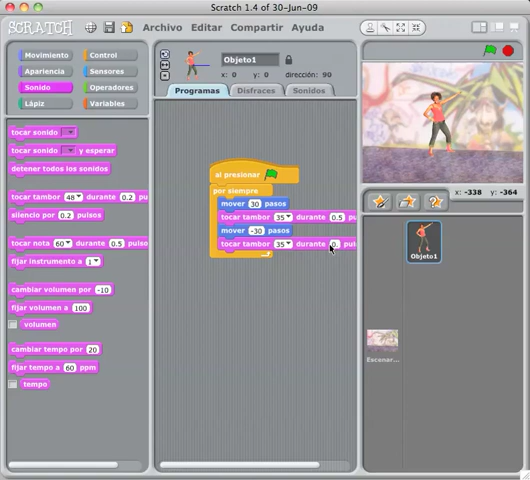 Scratch 1.4 of 30-Jun-09
SCRATCH
Archivo Editar Compartir Ayuda
Movimiento Control
Apariencia Sensores
Sonido Operadores
Lápiz Variables
tocar sonido
tocar sonido y esperar
detener todos los sonidos
tocar tambor 48 durante 0.2 pu
silencio por 0.2 pulsos
tocar nota 60 durante 0.5 pulso
fijar instrumento a 1
cambiar volumen por -10
fijar volumen a 100
volumen
cambiar tempo por 20
fijar tempo a 60 ppm
tempo
Objeto1
x: 0 y: 0 dirección: 90
Programas Disfraces Sonidos
al presionar
por siempre
mover 30 pasos
tocar tambor 35 durante 0.5 pu
mover -30 pasos
tocar tambor 35 durante 0 pul
x: -338 y: -364
Objeto1
Escenar...